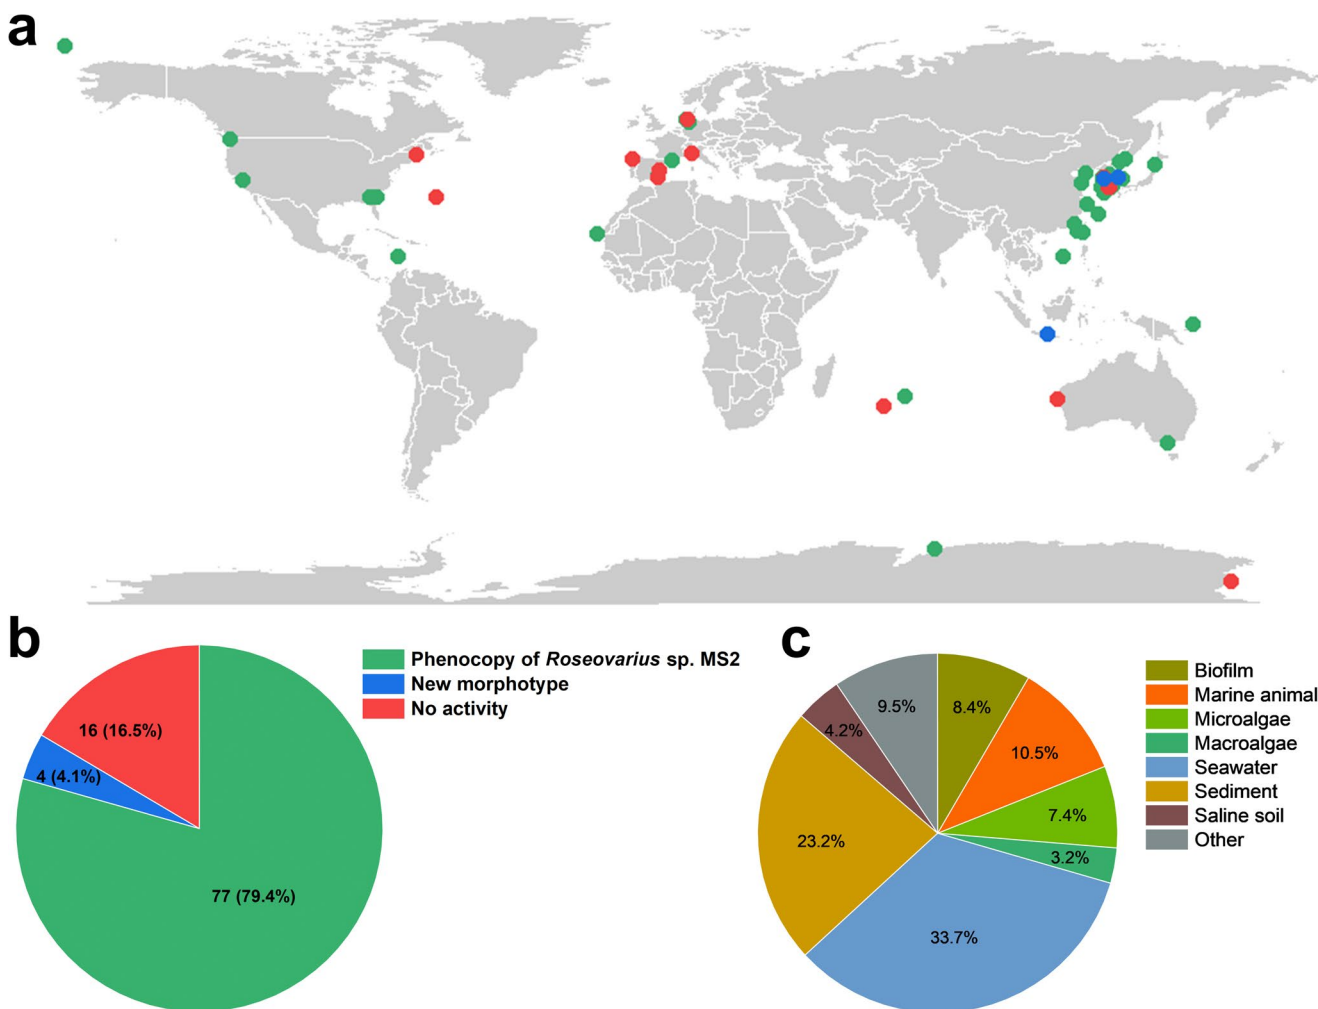 a
b
Phenocopy of Roseovarius sp. MS2
New morphotype
No activity
16 (16.5%)
4 (4.1%)
77 (79.4%)
c
Biofilm
Marine animal
Microalgae
Macroalgae
Seawater
Sediment
Saline soil
Other
9.5%
8.4%
4.2%
10.5%
7.4%
3.2%
23.2%
33.7%